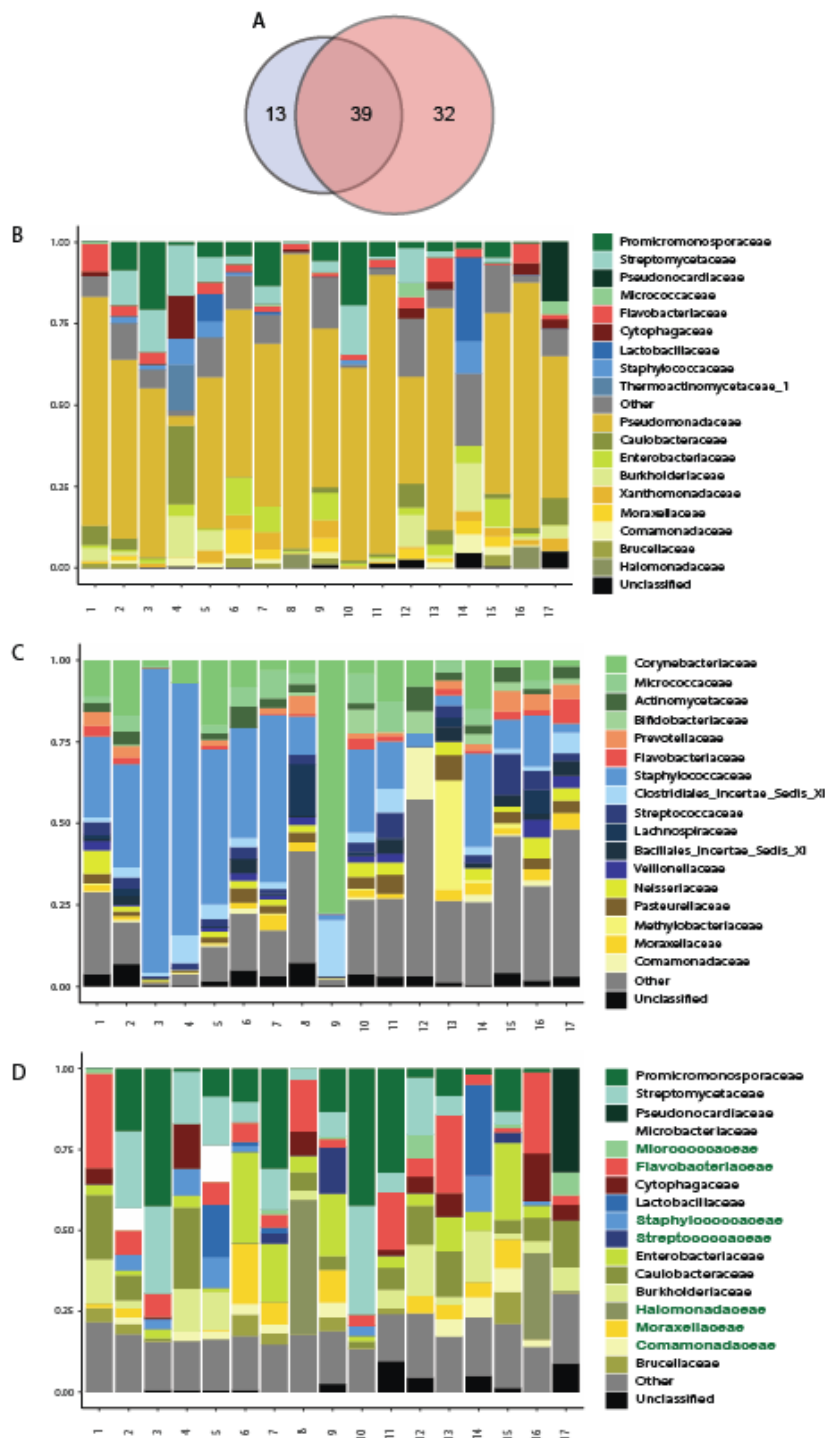 A
13 39 32
B
1.00
0.75
0.50
0.25
0.00
1 2 3 4 5 6 7 8 9 10 11 12 13 14 15 16 17
Promicromonosporaceae
Streptomycetaceae
Pseudonocardiaceae
Micrococcaceae
Flavobacteriaceae
Cytophagaceae
Lactobacillaceae
Staphylococcaceae
Thermoactinomycetaceae_1
Other
Pseudomonadaceae
Caulobacteraceae
Enterobacteriaceae
Burkholderiaceae
Xanthomonadaceae
Moraxellaceae
Comamonadaceae
Brucellaceae
Halomonadaceae
Unclassified
C
1.00
0.75
0.50
0.25
0.00
1 2 3 4 5 6 7 8 9 10 11 12 13 14 15 16 17
Corynebacteriaceae
Micrococcaceae
Actinomycetaceae
Bifidobacteriaceae
Prevotellaceae
Flavobacteriaceae
Staphylococcaceae
Clostridiales_Incertae_Sedis_XI
Streptococcaceae
Lachnospiraceae
Bacillales_Incertae_Sedis_XI
Veillonellaceae
Neisseriaceae
Pasteurellaceae
Methylobacteriaceae
Moraxellaceae
Comamonadaceae
Other
Unclassified
D
1.00
0.75
0.50
0.25
0.00
1 2 3 4 5 6 7 8 9 10 11 12 13 14 15 16 17
Promicromonosporaceae
Streptomycetaceae
Pseudonocardiaceae
Microbacteriaceae
Micrococcaceae
Flavobacteriaceae
Cytophagaceae
Lactobacillaceae
Staphylococcaceae
Streptococcaceae
Enterobacteriaceae
Caulobacteraceae
Burkholderiaceae
Halomonadaceae
Moraxellaceae
Comamonadaceae
Brucellaceae
Other
Unclassified